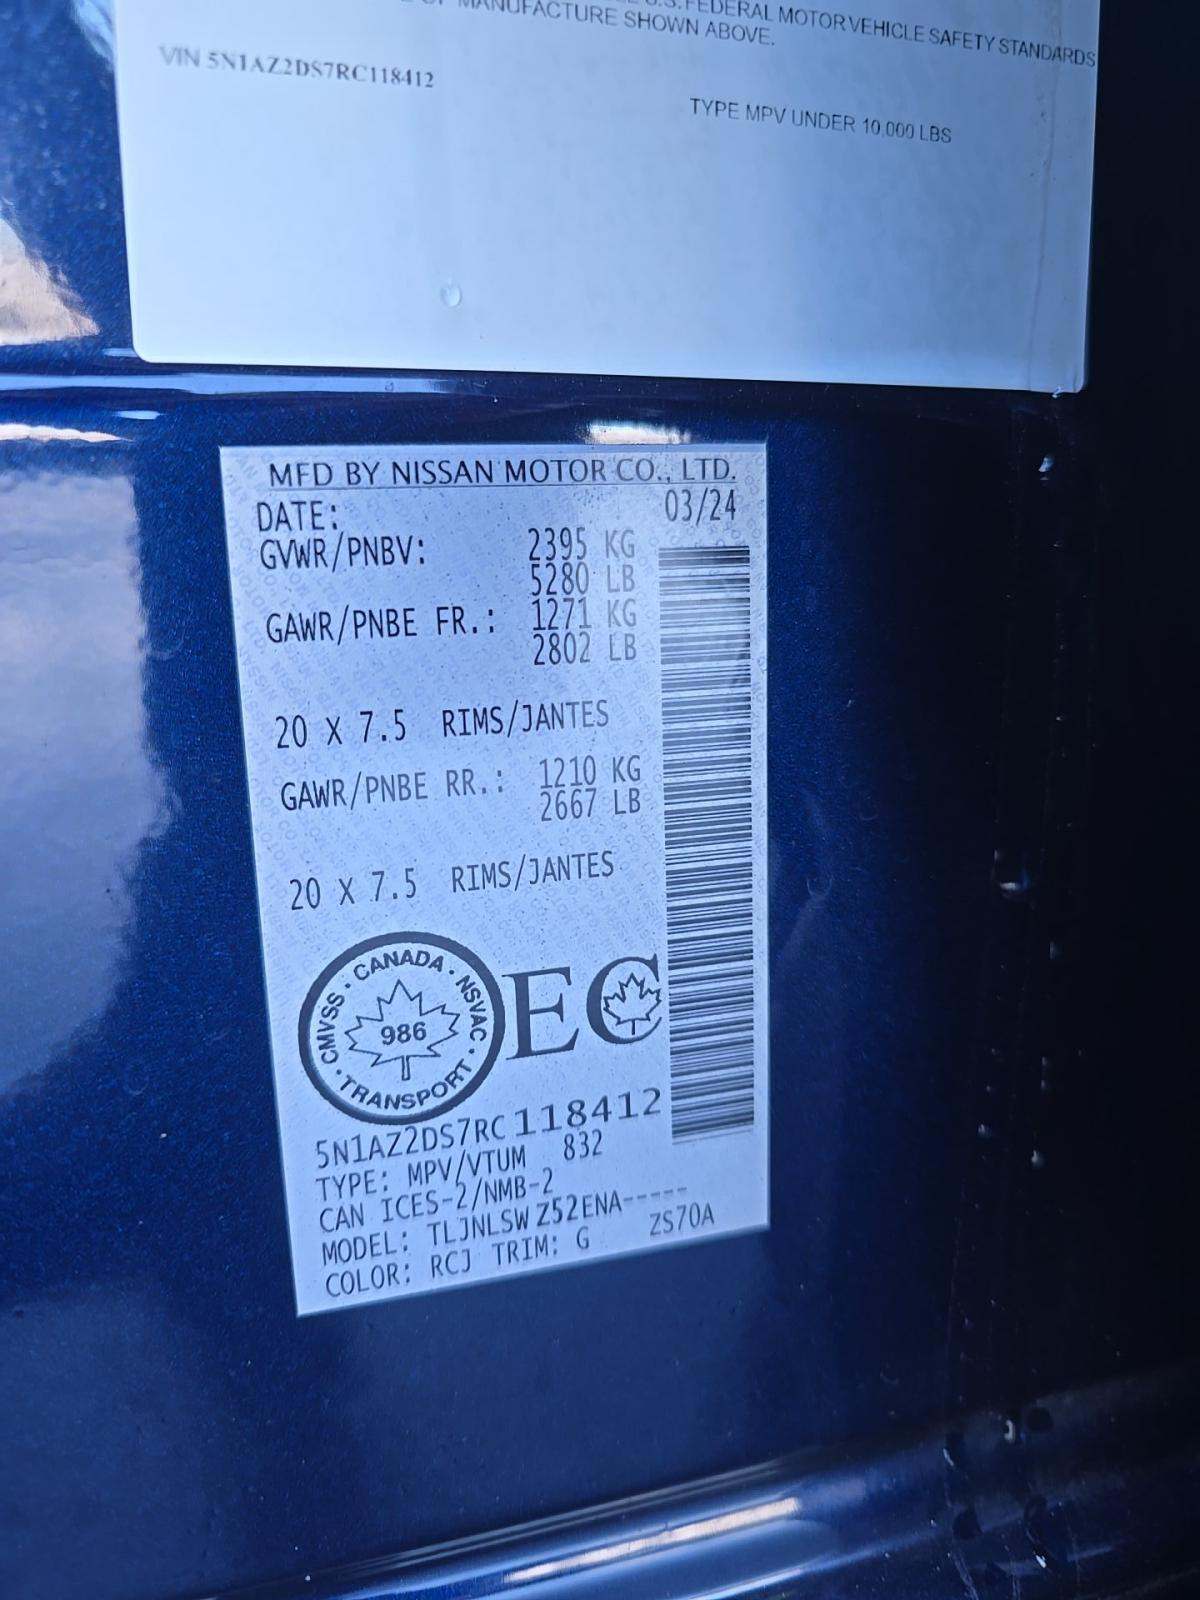 U.S. FEDERAL MOTOR VEHICLE SAFETY STANDARDS
OF MANUFACTURE SHOWN ABOVE.
VIN 5N1AZ2DS7RC118412
TYPE MPV UNDER 10,000 LBS
MFD BY NISSAN MOTOR CO., LTD.
DATE: 03/24
GVWR/PNBV: 2395 KG
5280 LB
GAWR/PNBE FR.: 1271 KG
2802 LB
20 X 7.5 RIMS/JANTES
GAWR/PNBE RR.: 1210 KG
2667 LB
20 X 7.5 RIMS/JANTES
CMVSS · CANADA · NSVAC · TRANSPORT ·
986
EC
5N1AZ2DS7RC118412
TYPE: MPV/VTUM 832
CAN ICES-2/NMB-2
MODEL: TLJNLSWZ52ENA-----
COLOR: RCJ TRIM: G ZS70A